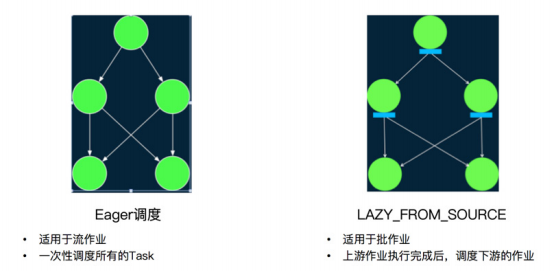 Eager调度
• 适用于流作业
• 一次性调度所有的Task
LAZY_FROM_SOURCE
• 适用于批作业
• 上游作业执行完成后，调度下游的作业